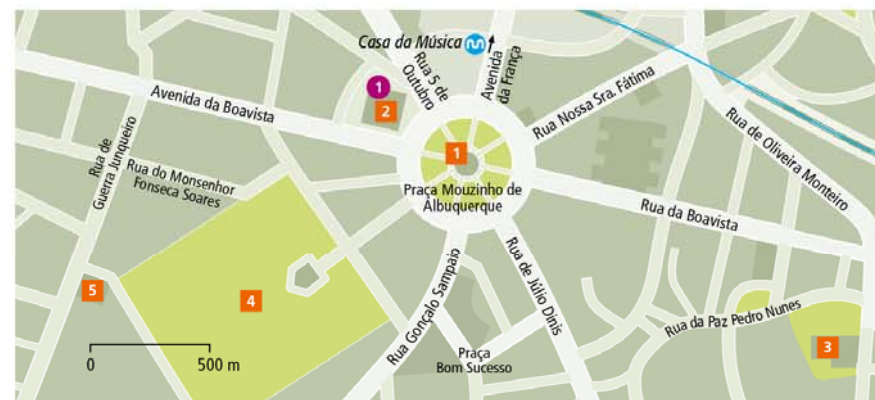 Casa da Música
Rua 5 de
Outubro
Avenida
da França
1
2
Avenida da Boavista
Rua Nossa Sra. Fátima
Rua de Oliveira Monteiro
Rua de
Guerra Junqueiro
Rua do Monsenhor
Fonseca Soares
1
Praça Mouzinho de
Albuquerque
Rua da Boavista
5
4
Rua Gonçalo Sampaio
Rua de Júlio Dinis
Rua da Paz Pedro Nunes
3
Praça
Bom Sucesso
0 500 m